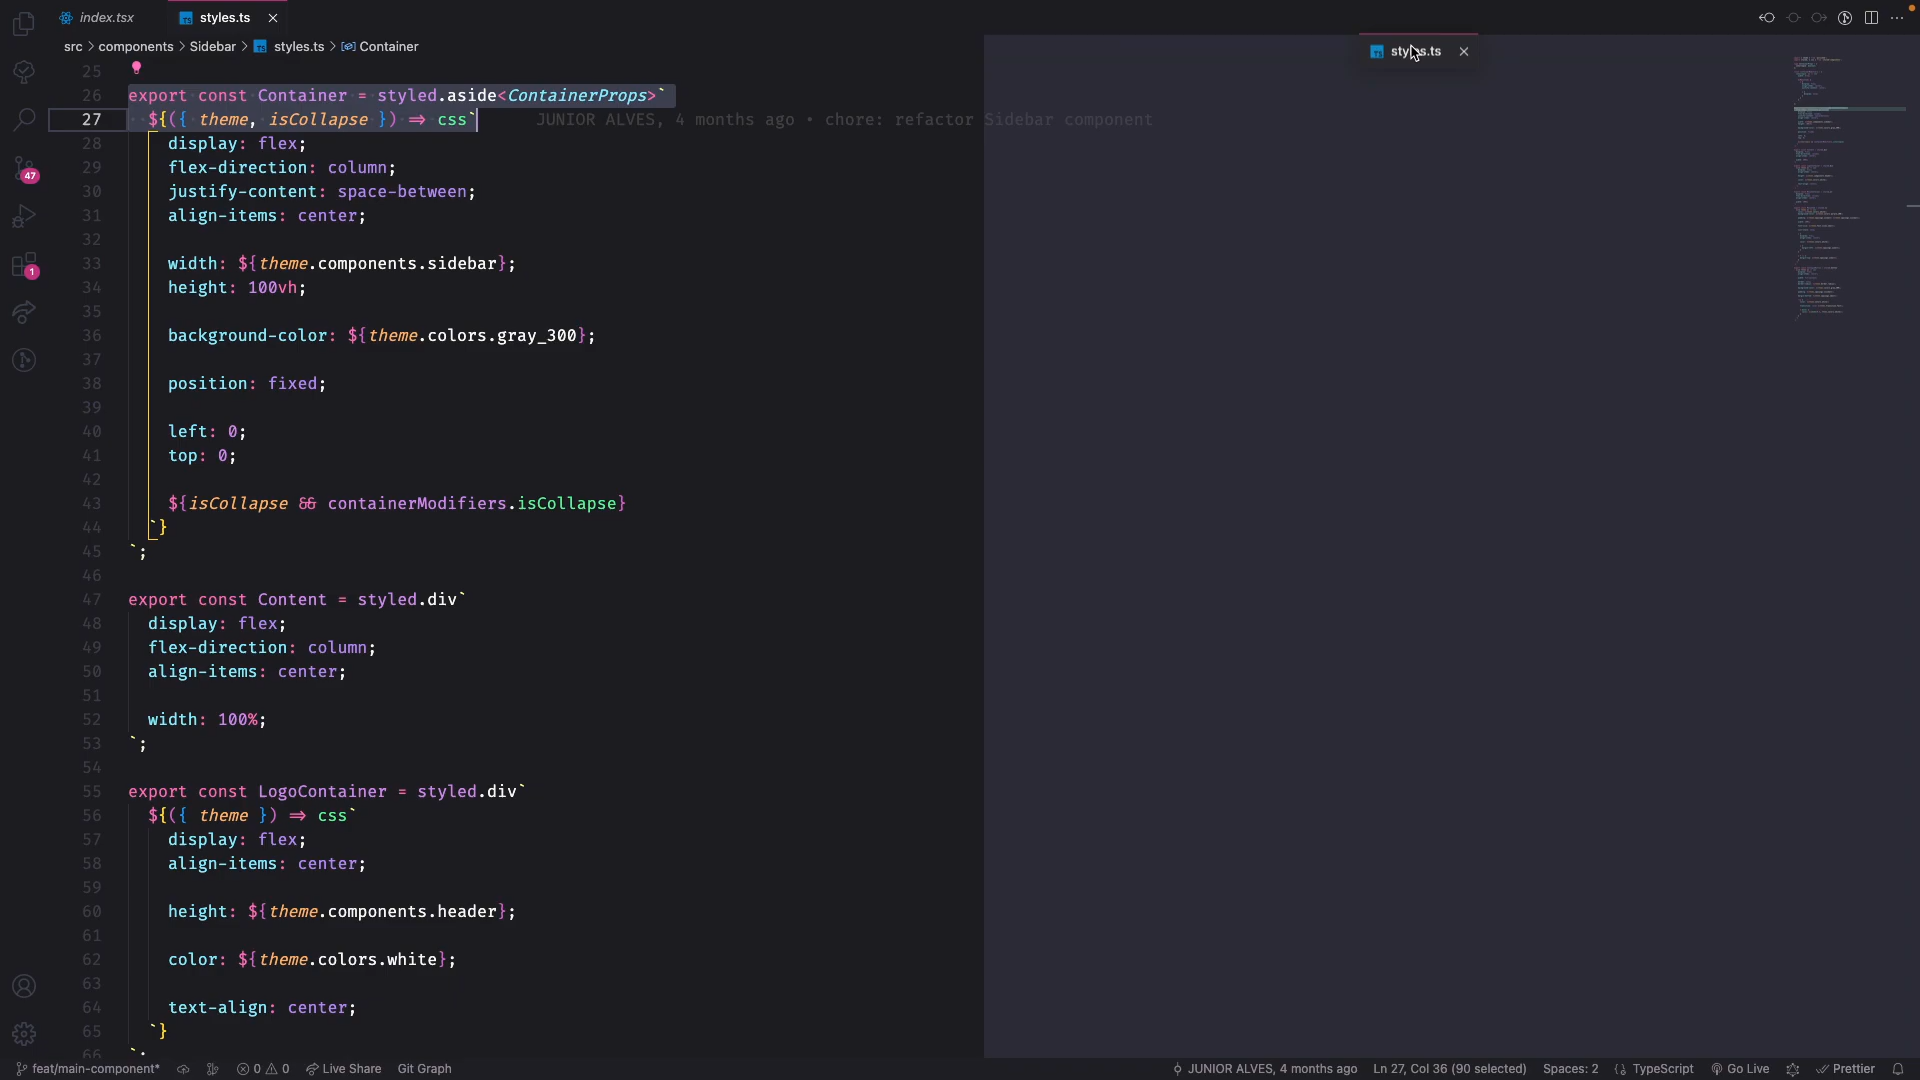 index.tsx
styles.ts
src > components > Sidebar > styles.ts > Container
styles.ts
25
26 export const Container = styled.aside<ContainerProps>`
27 ${({ theme, isCollapse }) => css` JUNIOR ALVES, 4 months ago • chore: refactor Sidebar component
28 display: flex;
29 flex-direction: column;
30 justify-content: space-between;
31 align-items: center;
32
33 width: ${theme.components.sidebar};
34 height: 100vh;
35
36 background-color: ${theme.colors.gray_300};
37
38 position: fixed;
39
40 left: 0;
41 top: 0;
42
43 ${isCollapse && containerModifiers.isCollapse}
44 `}
45 `;
46
47 export const Content = styled.div`
48 display: flex;
49 flex-direction: column;
50 align-items: center;
51
52 width: 100%;
53 `;
54
55 export const LogoContainer = styled.div`
56 ${({ theme }) => css`
57 display: flex;
58 align-items: center;
59
60 height: ${theme.components.header};
61
62 color: ${theme.colors.white};
63
64 text-align: center;
65 `}
66 `;
47
1
feat/main-component* 0 0 Live Share Git Graph
JUNIOR ALVES, 4 months ago Ln 27, Col 36 (90 selected) Spaces: 2 {} TypeScript Go Live Prettier